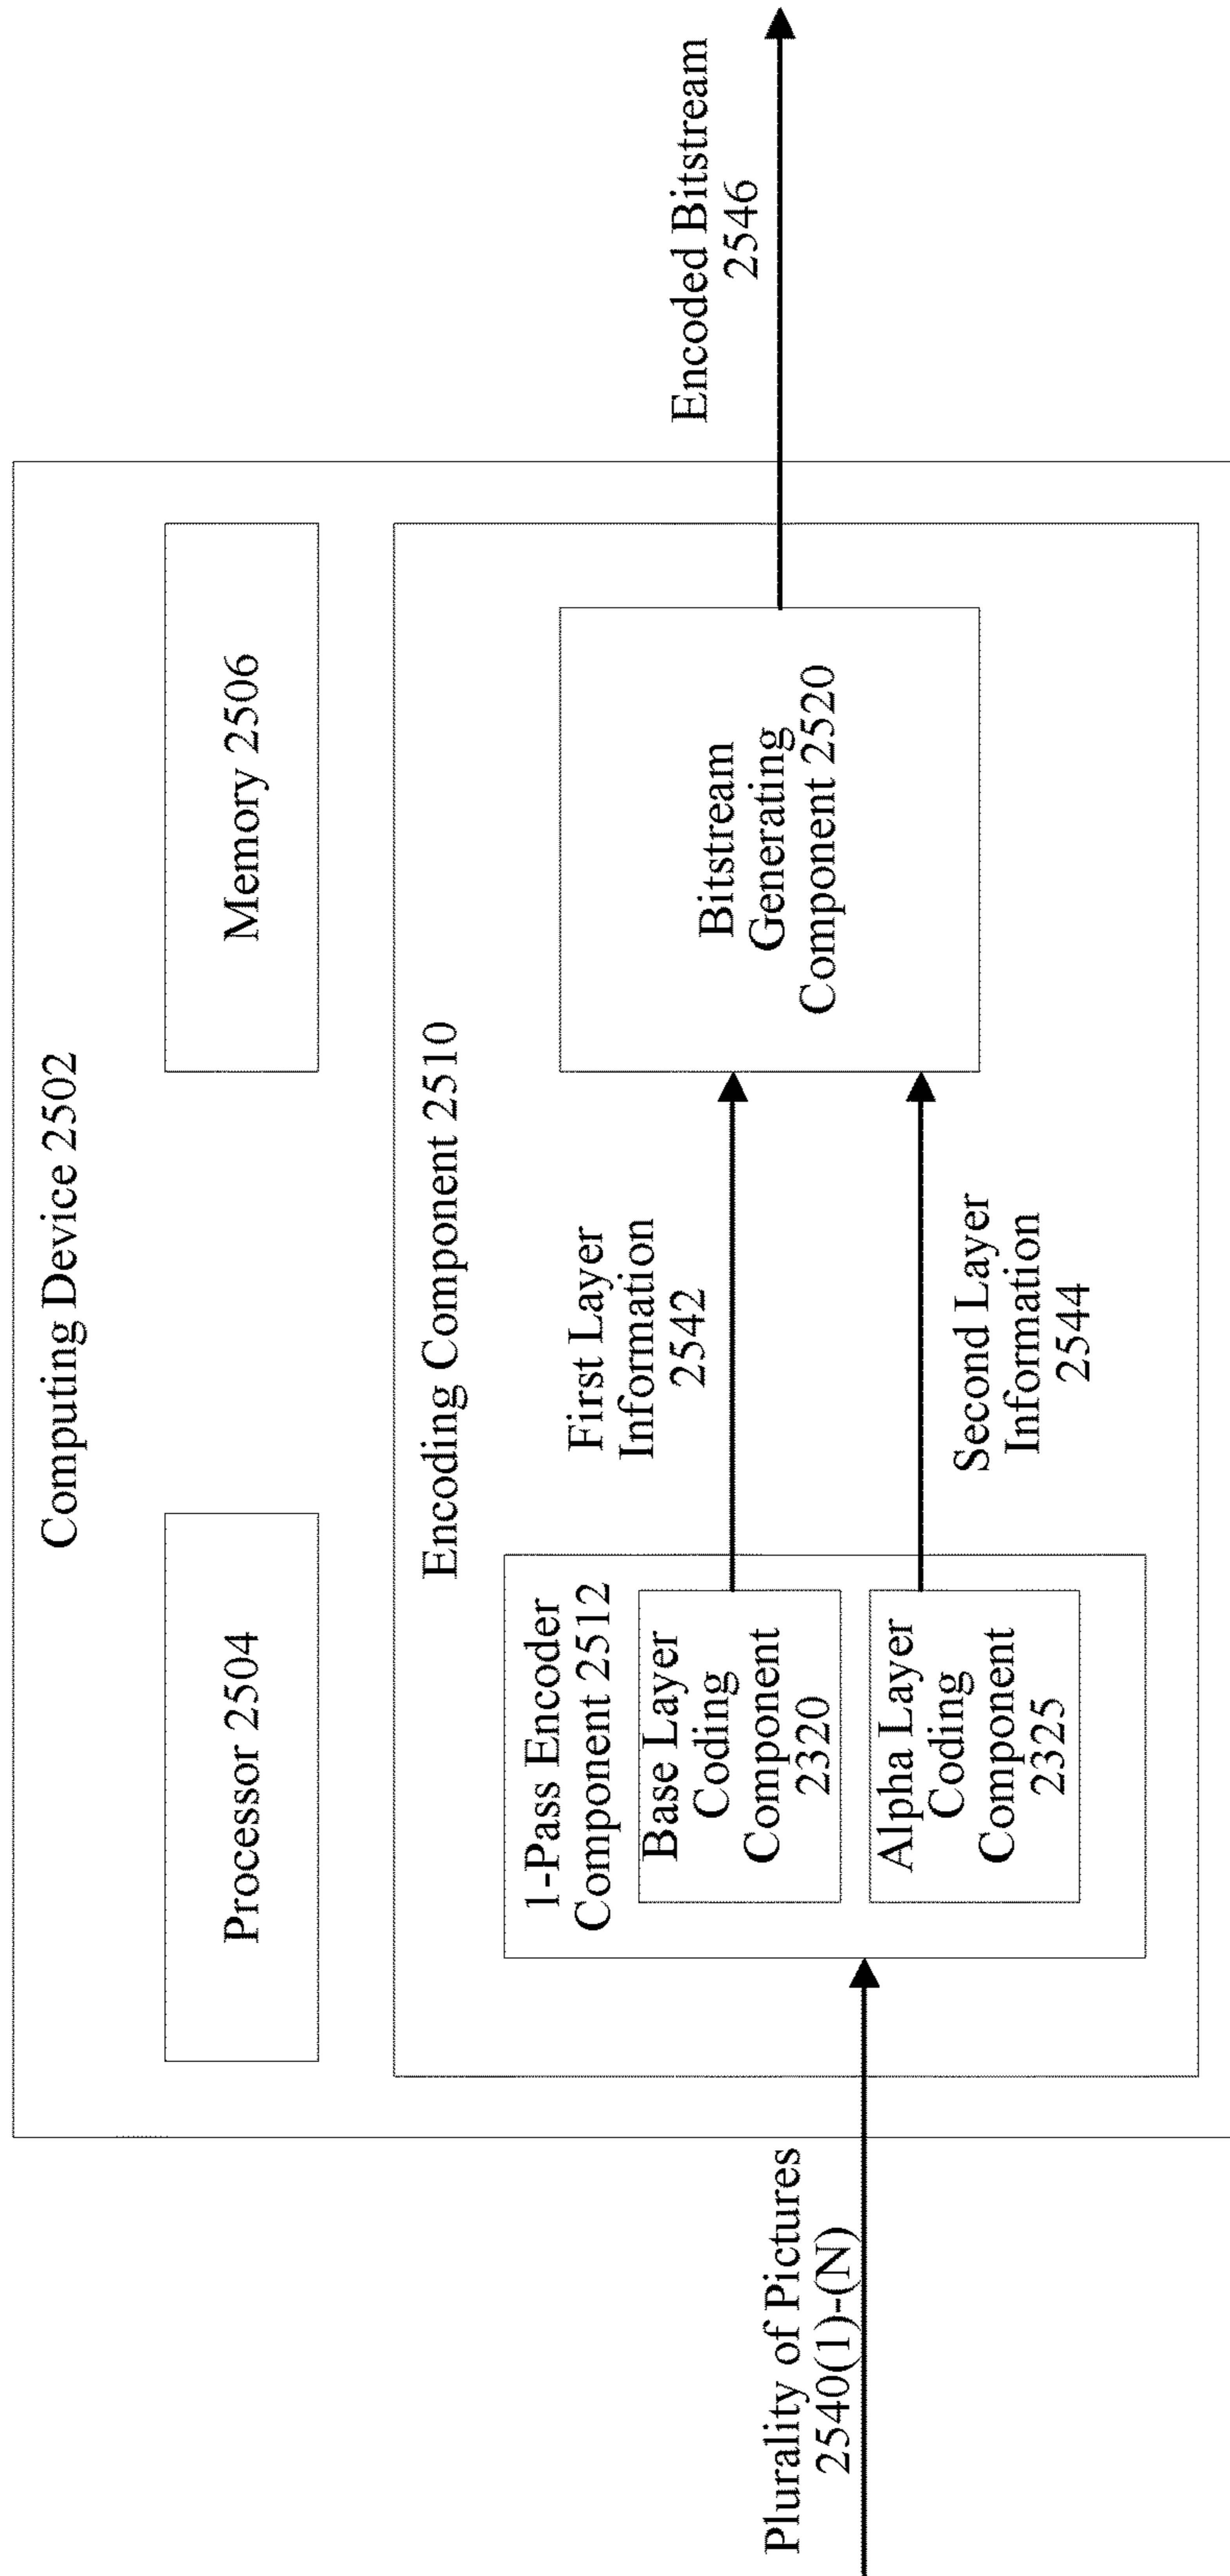 Computing Device 2502
Processor 2504
Memory 2506
Encoding Component 2510
1-Pass Encoder
Component 2512
Base Layer
Coding
Component
2320
Alpha Layer
Coding
Component
2325
First Layer
Information
2542
Second Layer
Information
2544
Bitstream
Generating
Component 2520
Plurality of Pictures
2540(1)-(N)
Encoded Bitstream
2546